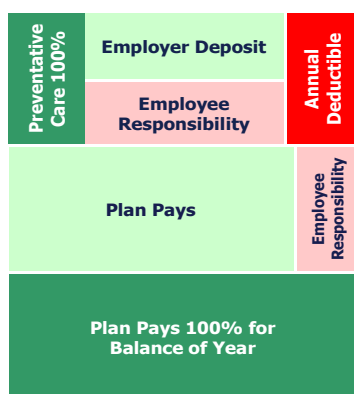 Preventative
Care 100%
Employer Deposit
Employee
Responsibility
Annual
Deductible
Plan Pays
Employee
Responsibility
Plan Pays 100% for
Balance of Year